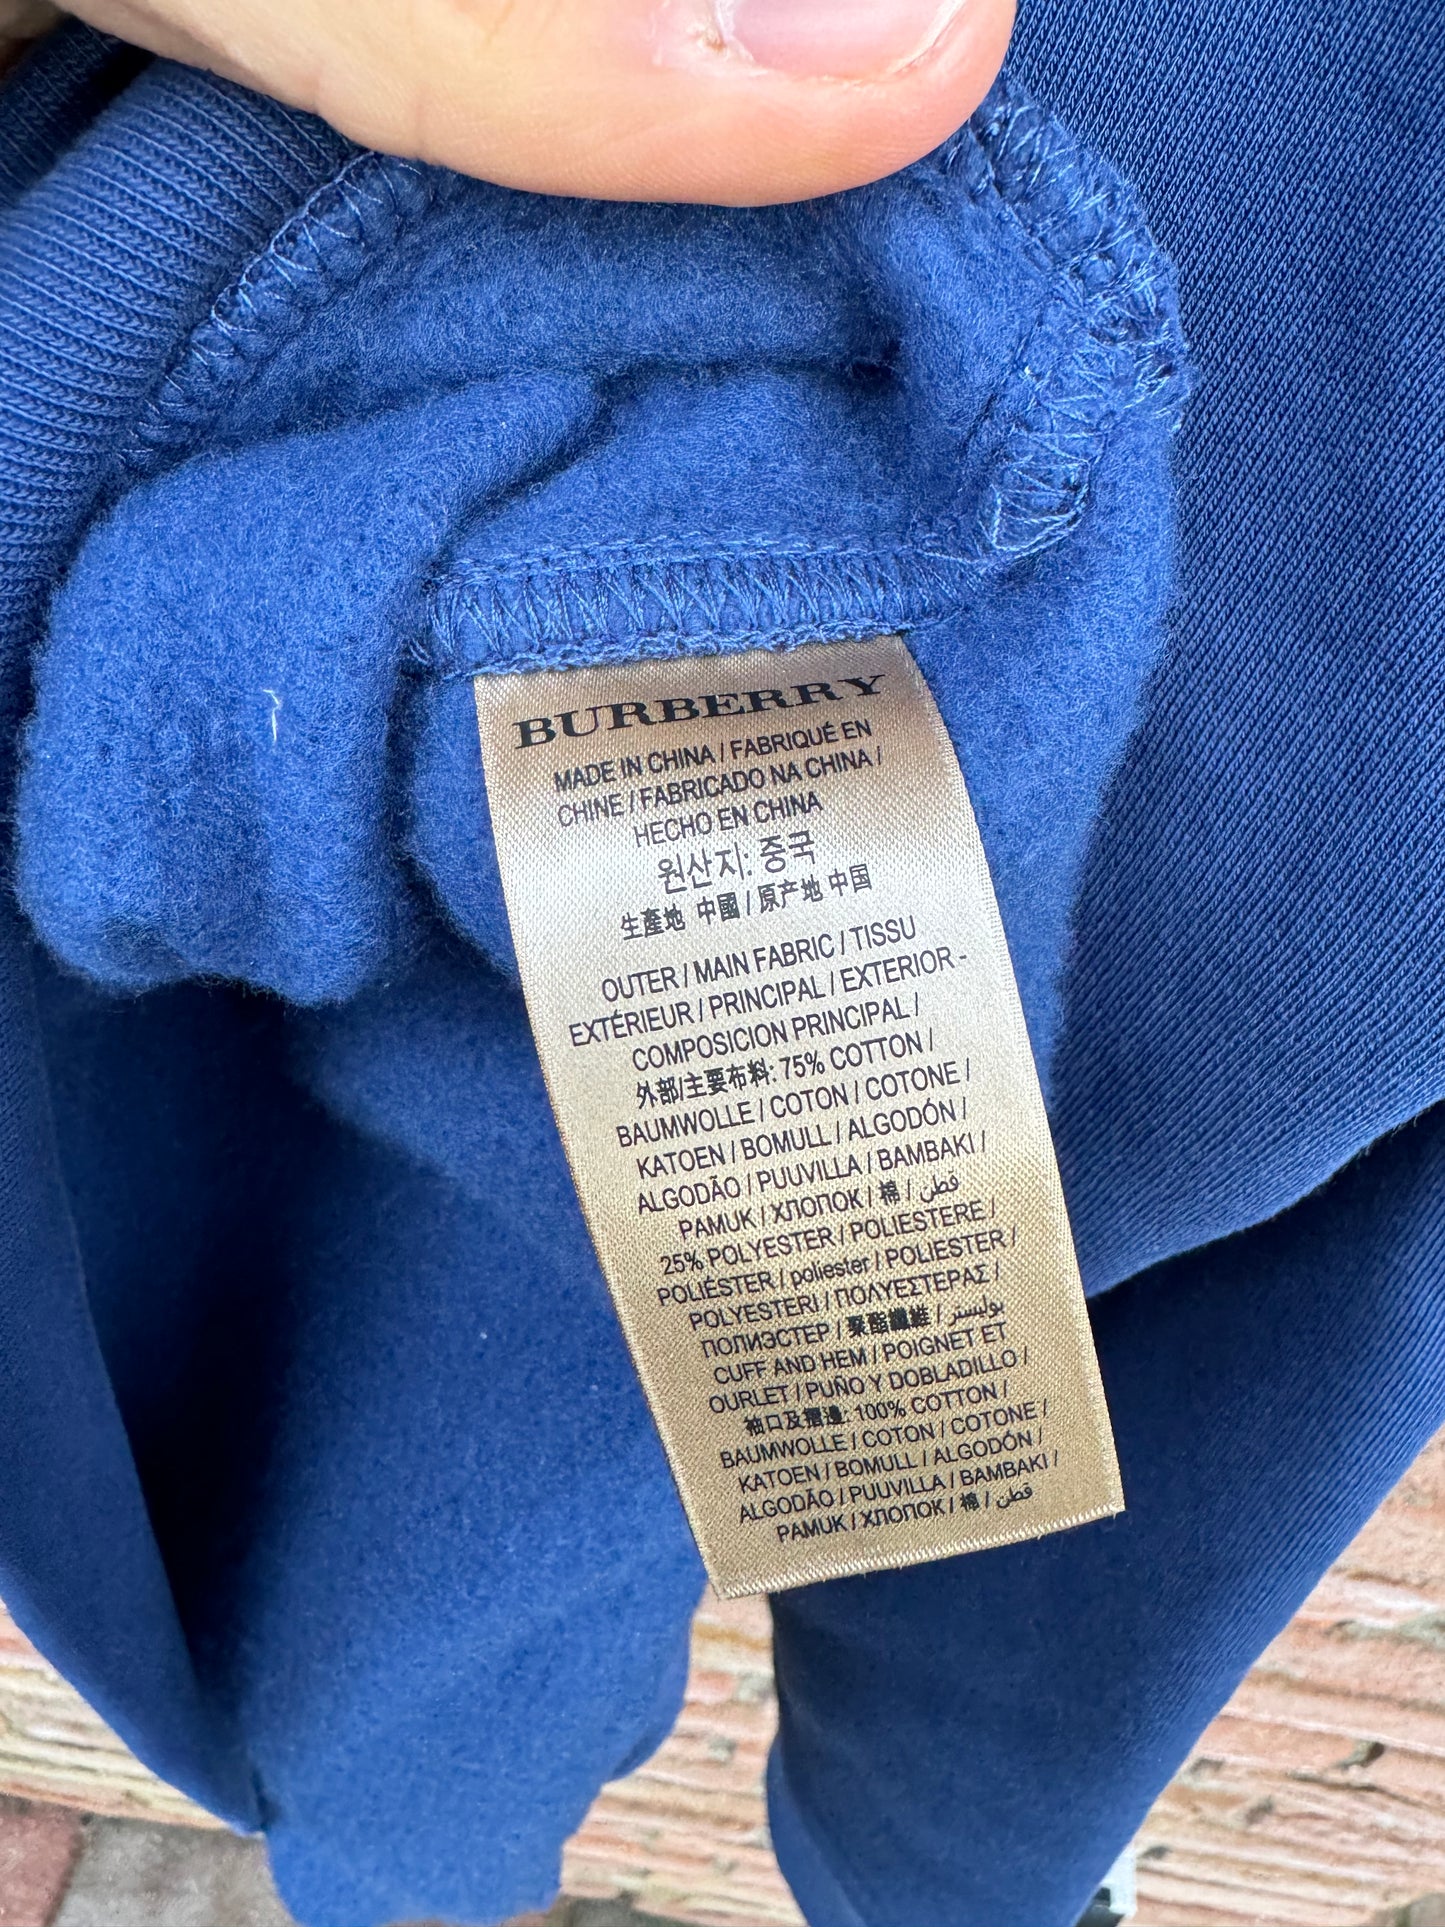 BURBERRY
MADE IN CHINA / FABRIQUÉ EN
CHINE / FABRICADO NA CHINA /
HECHO EN CHINA
원산지: 중국
生產地 中國 / 原产地 中国
OUTER / MAIN FABRIC / TISSU
EXTÉRIEUR / PRINCIPAL / EXTERIOR -
COMPOSICION PRINCIPAL /
外部/主要布料: 75% COTTON /
BAUMWOLLE / COTON / COTONE /
KATOEN / BOMULL / ALGODÓN /
ALGODÃO / PUUVILLA / BAMBAKI /
PAMUK / ХЛОПОК / 棉 / قطن
25% POLYESTER / POLIESTERE /
POLIÉSTER / poliester / POLIESTER /
POLYESTERI / ΠΟΛΥΕΣΤΕΡΑΣ /
ПОЛИЭСТЕР / 聚酯纖維 / بوليستر
CUFF AND HEM / POIGNET ET
OURLET / PUÑO Y DOBLADILLO /
袖口及摺邊: 100% COTTON /
BAUMWOLLE / COTON / COTONE /
KATOEN / BOMULL / ALGODÓN /
ALGODÃO / PUUVILLA / BAMBAKI /
PAMUK / ХЛОПОК / 棉 / قطن